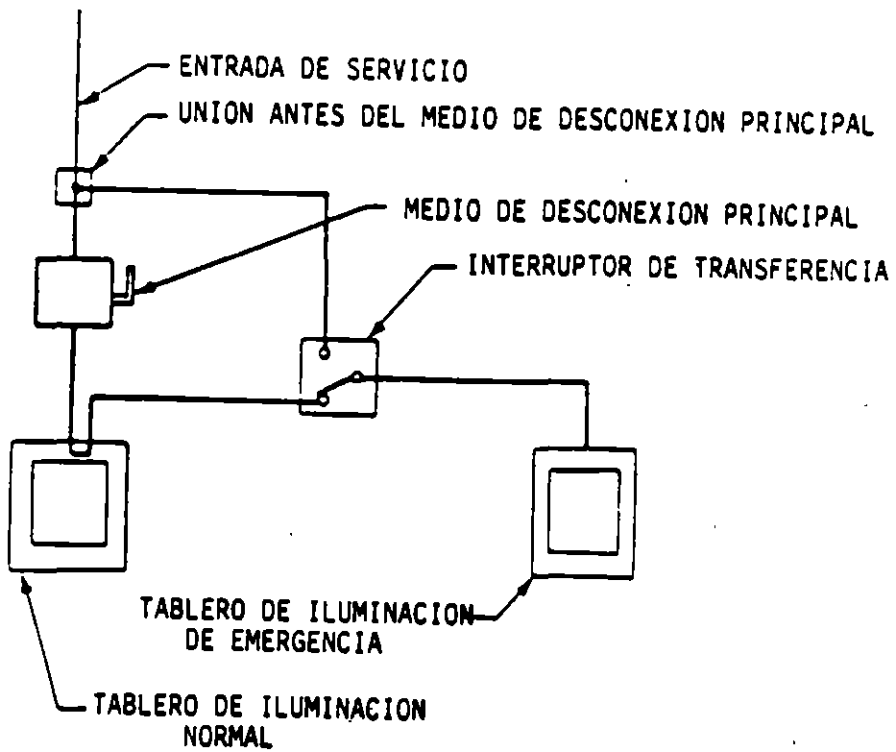 ENTRADA DE SERVICIO
UNION ANTES DEL MEDIO DE DESCONEXION PRINCIPAL
MEDIO DE DESCONEXION PRINCIPAL
INTERRUPTOR DE TRANSFERENCIA
TABLERO DE ILUMINACION
DE EMERGENCIA
TABLERO DE ILUMINACION
NORMAL